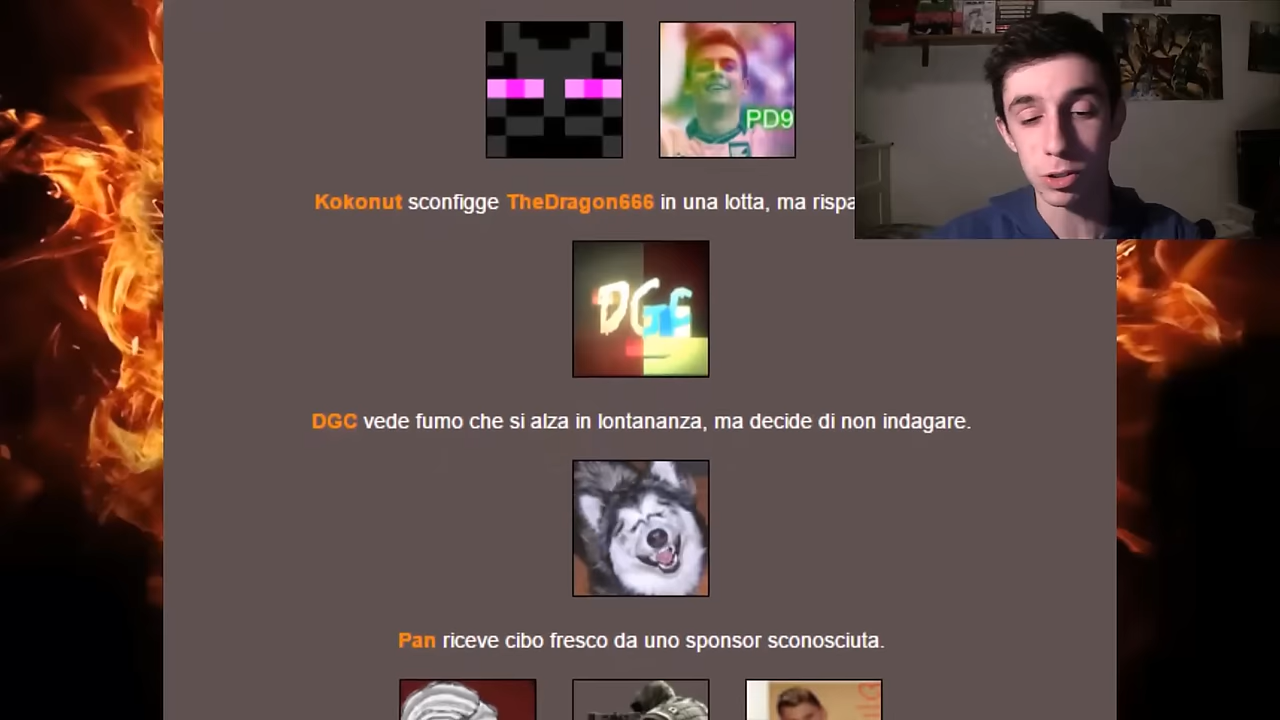 PD9
Kokonut sconfigge TheDragon666 in una lotta, ma rispa
DGC
DGC vede fumo che si alza in lontananza, ma decide di non indagare.
Pan riceve cibo fresco da uno sponsor sconosciuta.